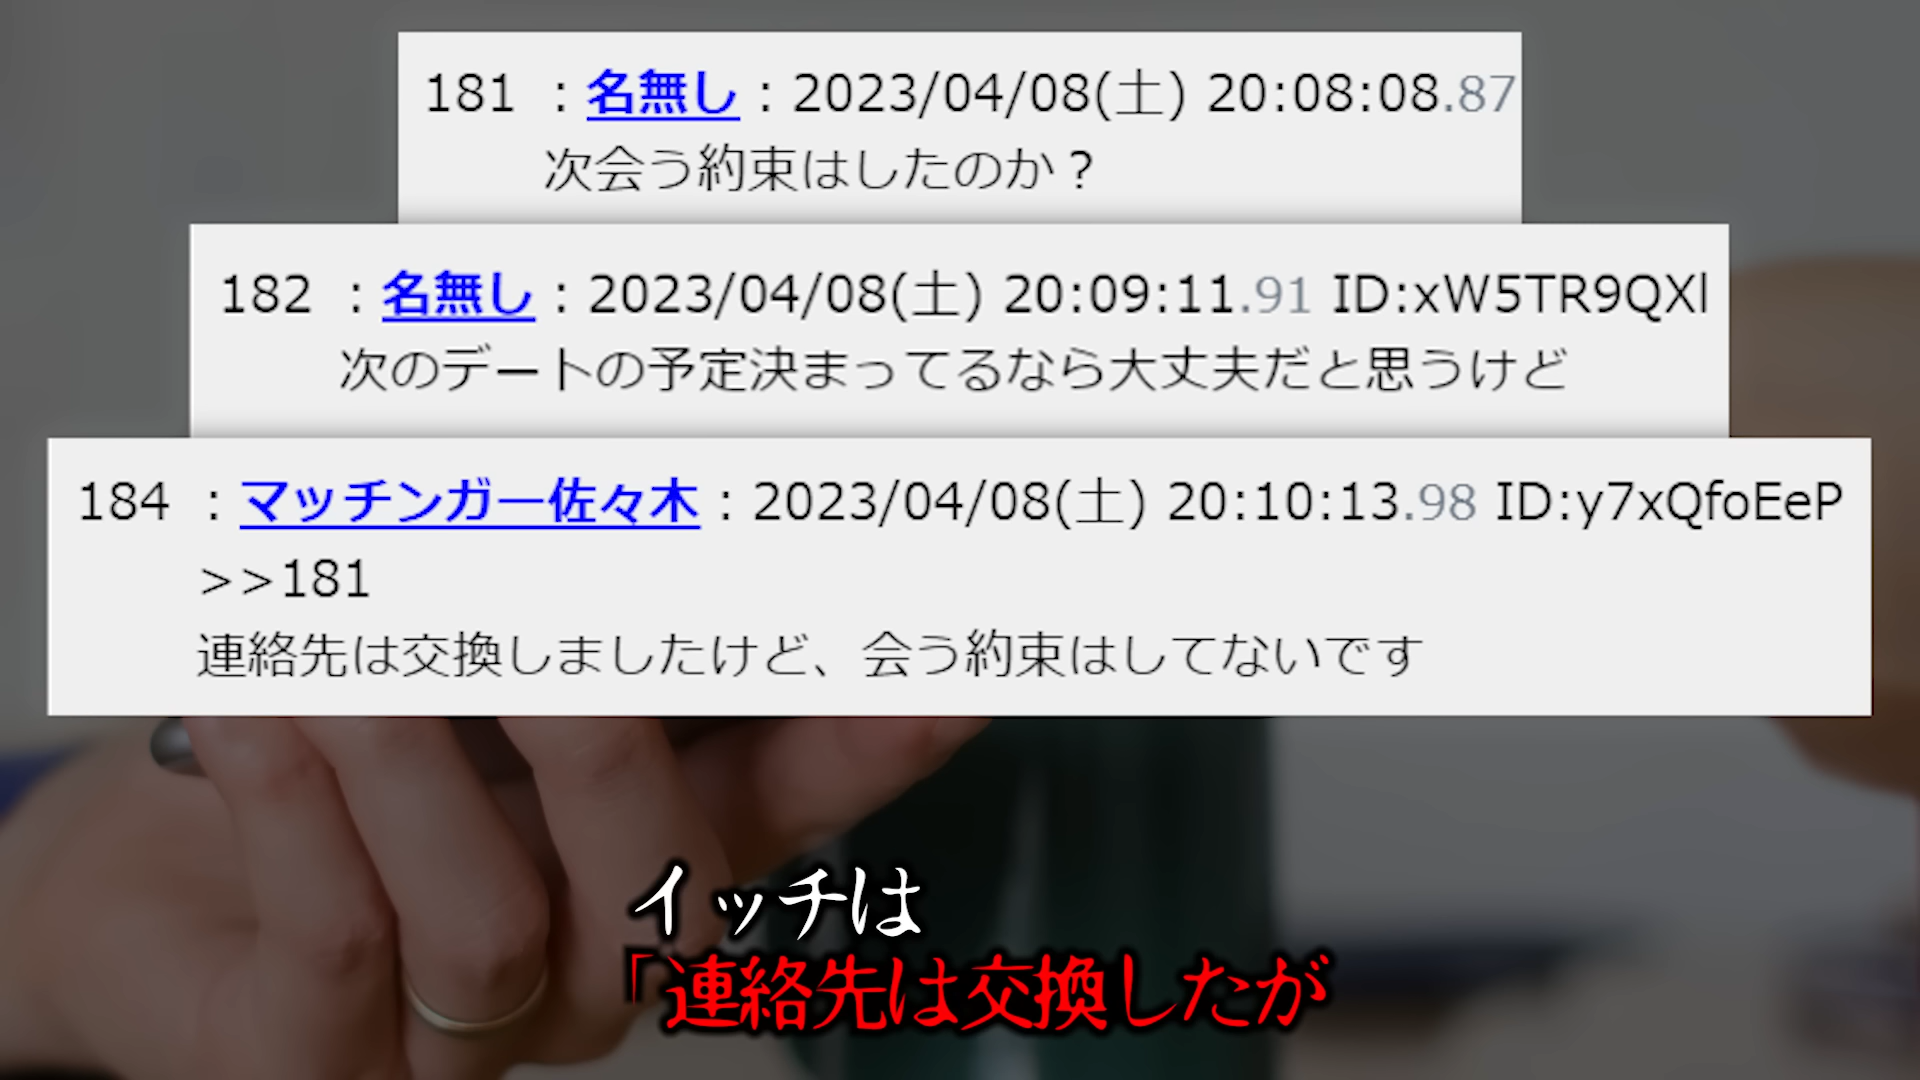 181 ：名無し：2023/04/08(土) 20:08:08.87
次会う約束はしたのか？
182 ：名無し：2023/04/08(土) 20:09:11.91 ID:xW5TR9QXl
次のデートの予定決まってるなら大丈夫だと思うけど
184 ：マッチンガー佐々木：2023/04/08(土) 20:10:13.98 ID:y7xQfoEeP
>>181
連絡先は交換しましたけど、会う約束はしてないです
イッチは
「連絡先は交換したが